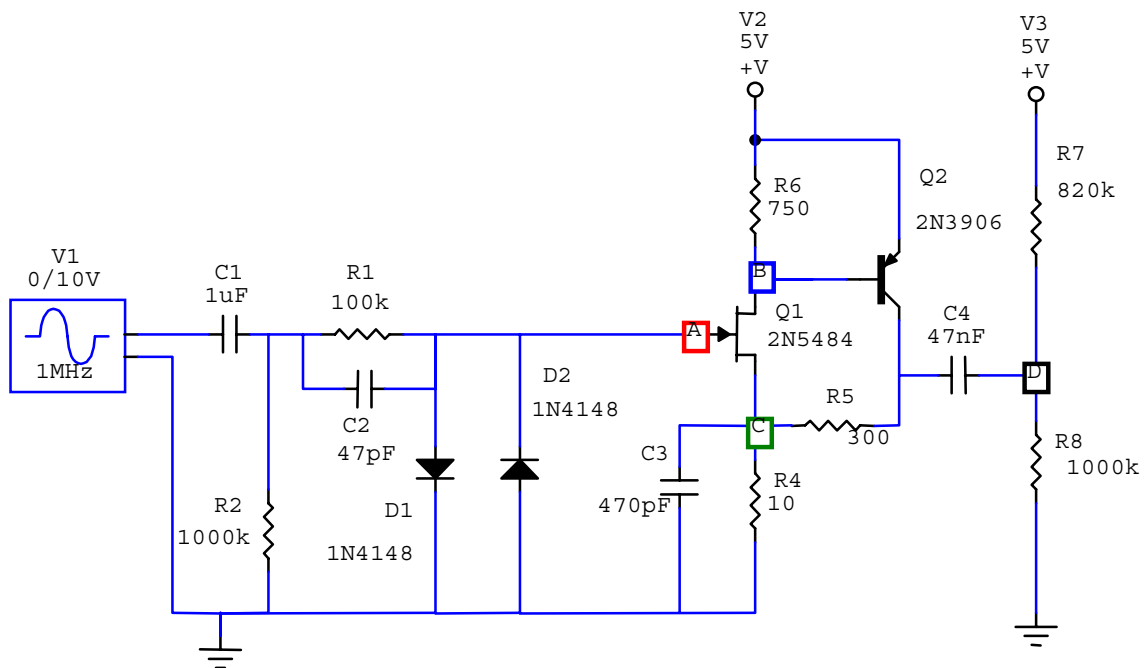 V2
5V
+V
V3
5V
+V
R7
820k
R6
750
Q2
2N3906
V1
0/10V
1MHz
C1
1uF
R1
100k
B
A
Q1
2N5484
C4
47nF
D
C2
47pF
D2
1N4148
R5
300
C
C3
470pF
R4
10
R8
1000k
R2
1000k
D1
1N4148